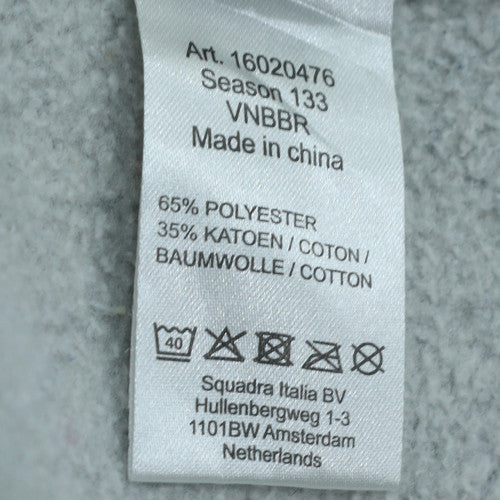 Art. 16020476
Season 133
VNBBR
Made in china
65% POLYESTER
35% KATOEN / COTON /
BAUMWOLLE / COTTON
40
Squadra Italia BV
Hullenbergweg 1-3
1101BW Amsterdam
Netherlands